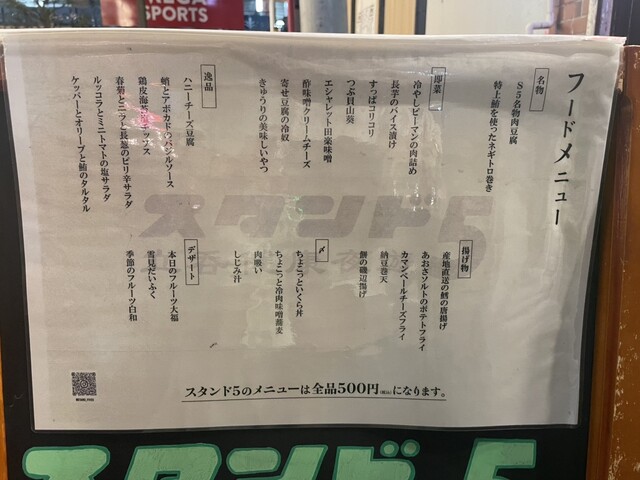 SPORTS
フードメニュー
名物
S5名物肉豆腐
特上鮪を使ったネギトロ巻き
即菜
冷やしピーマンの肉詰め
長芋のパイス漬け
すっぱコリコリ
つぶ貝山葵
エシャレット田楽味噌
酢味噌クリームチーズ
寄せ豆腐の冷奴
きゅうりの美味しいやつ
逸品
ハニーチーズ豆腐
蛸とアボカドのバジルソース
鶏皮海苔チップス
春菊とニラと長葱のピリ辛サラダ
ルッコラとミニトマトの塩サラダ
ケッパーとオリーブと鮪のタルタル
揚げ物
産地直送の鱈の唐揚げ
あおさソルトのポテトフライ
カマンベールチーズフライ
納豆巻天
餅の磯辺揚げ
〆
ちょこっといくら丼
ちょこっと冷肉味噌蕎麦
肉吸い
しじみ汁
デザート
本日のフルーツ大福
雪見だいふく
季節のフルーツ白和
スタンド5
スタンド5のメニューは全品500円(税込)になります。
スタンド5